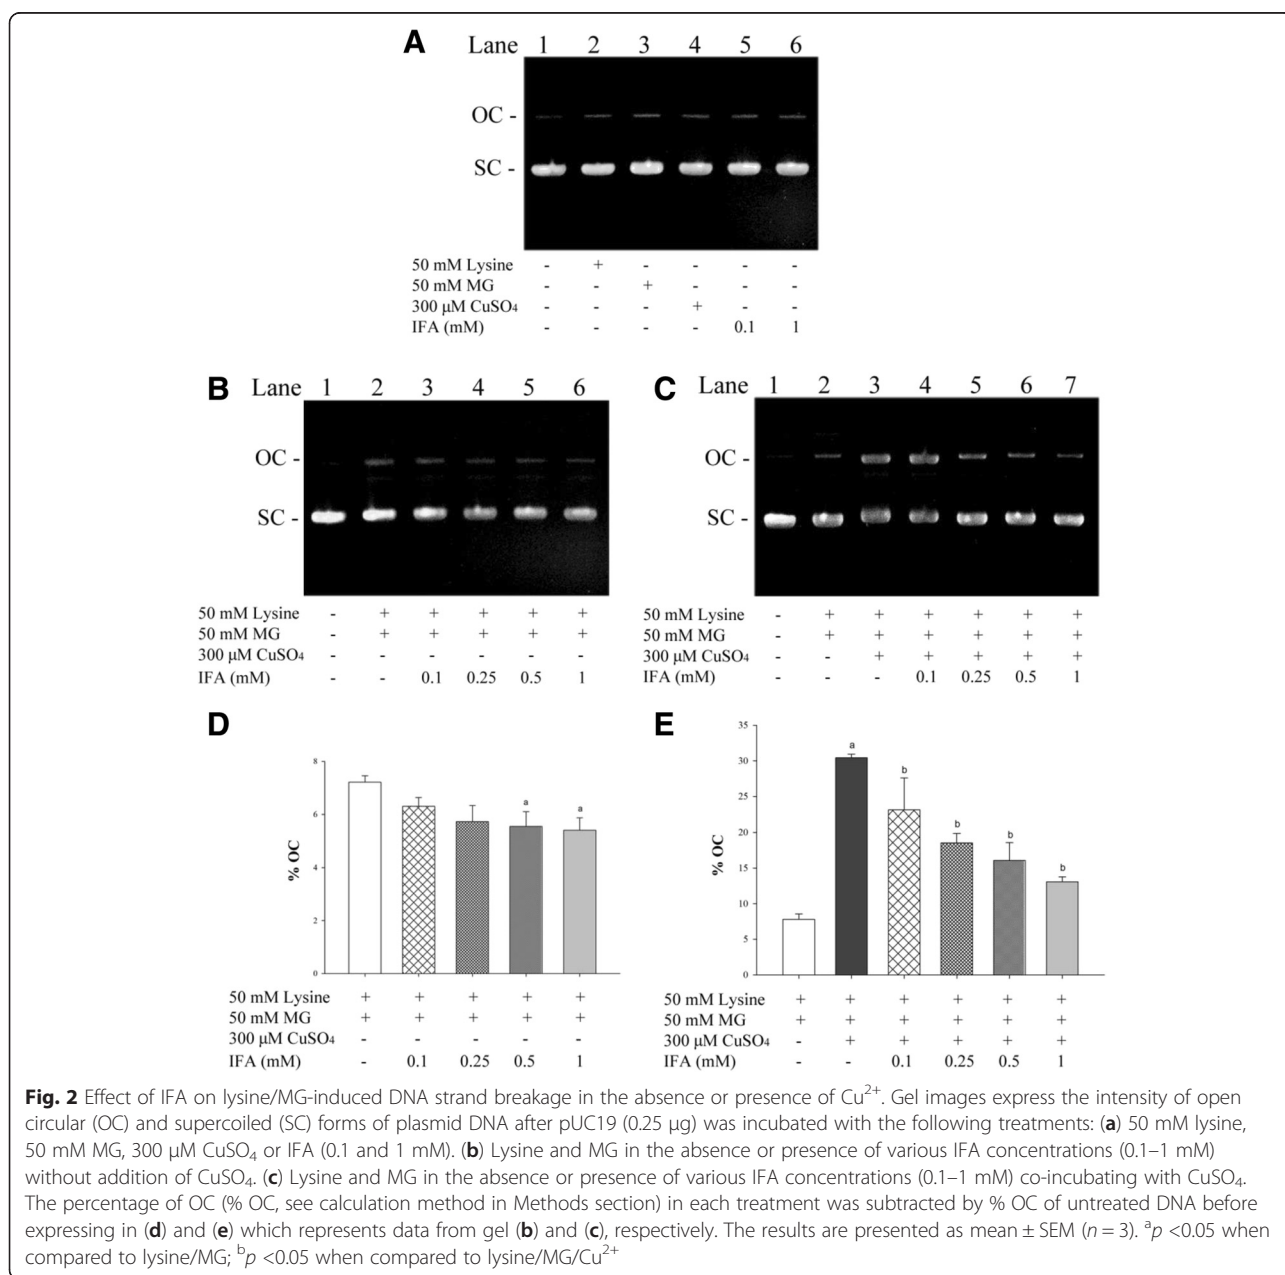 A
Lane 1 2 3 4 5 6
OC -
SC -
50 mM Lysine - + - - - -
50 mM MG - - + - - -
300 µM CuSO4 - - - + - -
IFA (mM) - - - - 0.1 1
B
Lane 1 2 3 4 5 6
OC -
SC -
50 mM Lysine - + + + + +
50 mM MG - + + + + +
300 µM CuSO4 - - - - - -
IFA (mM) - - 0.1 0.25 0.5 1
C
Lane 1 2 3 4 5 6 7
OC -
SC -
50 mM Lysine - + + + + + +
50 mM MG - + + + + + +
300 µM CuSO4 - - + + + + +
IFA (mM) - - - 0.1 0.25 0.5 1
D
8
6
4
2
0
% OC
a a
50 mM Lysine + + + + +
50 mM MG + + + + +
300 µM CuSO4 - - - - -
IFA (mM) - 0.1 0.25 0.5 1
E
35
30
25
20
15
10
5
0
% OC
a b b b b
50 mM Lysine + + + + + +
50 mM MG + + + + + +
300 µM CuSO4 - + + + + +
IFA (mM) - - 0.1 0.25 0.5 1
Fig. 2 Effect of IFA on lysine/MG-induced DNA strand breakage in the absence or presence of Cu²⁺. Gel images express the intensity of open
circular (OC) and supercoiled (SC) forms of plasmid DNA after pUC19 (0.25 µg) was incubated with the following treatments: (a) 50 mM lysine,
50 mM MG, 300 µM CuSO₄ or IFA (0.1 and 1 mM). (b) Lysine and MG in the absence or presence of various IFA concentrations (0.1–1 mM)
without addition of CuSO₄. (c) Lysine and MG in the absence or presence of various IFA concentrations (0.1–1 mM) co-incubating with CuSO₄.
The percentage of OC (% OC, see calculation method in Methods section) in each treatment was subtracted by % OC of untreated DNA before
expressing in (d) and (e) which represents data from gel (b) and (c), respectively. The results are presented as mean ± SEM (n = 3). ᵃp <0.05 when
compared to lysine/MG; ᵇp <0.05 when compared to lysine/MG/Cu²⁺